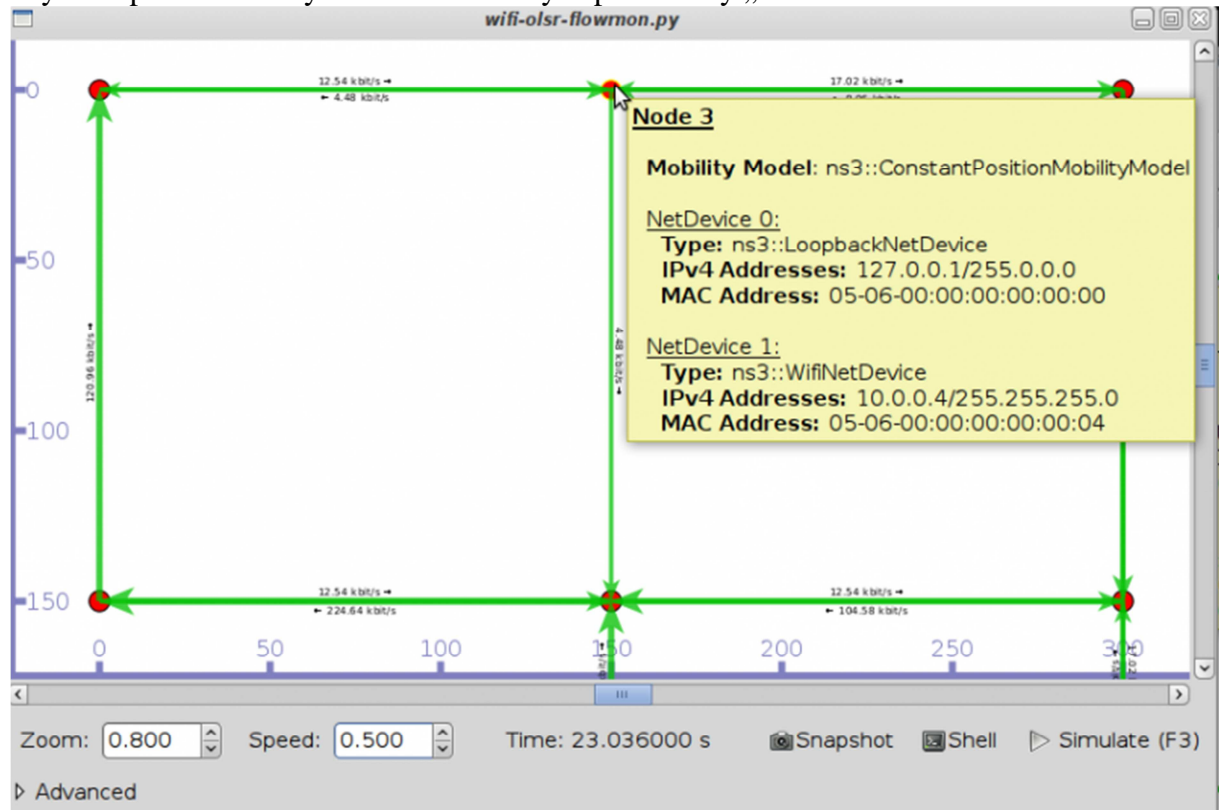 wifi-olsr-flowmon.py
12.54 kbit/s →
← 4.48 kbit/s
17.02 kbit/s →
0
Node 3
Mobility Model: ns3::ConstantPositionMobilityModel
NetDevice 0:
Type: ns3::LoopbackNetDevice
IPv4 Addresses: 127.0.0.1/255.0.0.0
MAC Address: 05-06-00:00:00:00:00:00
50
NetDevice 1:
Type: ns3::WifiNetDevice
IPv4 Addresses: 10.0.0.4/255.255.255.0
MAC Address: 05-06-00:00:00:00:00:04
120.96 kbit/s →
4.48 kbit/s →
100
12.54 kbit/s →
← 224.64 kbit/s
12.54 kbit/s →
← 104.58 kbit/s
150
0 50 100 150 200 250 300
Zoom: 0.800 Speed: 0.500 Time: 23.036000 s Snapshot Shell Simulate (F3)
Advanced